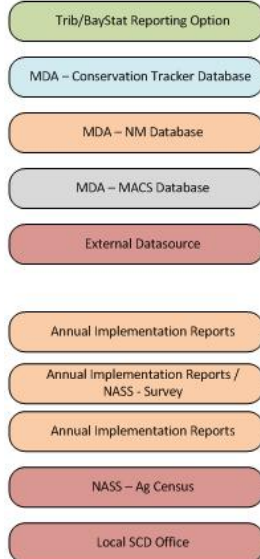 Trib/BayStat Reporting Option
MDA – Conservation Tracker Database
MDA – NM Database
MDA – MACS Database
External Datasource
Annual Implementation Reports
Annual Implementation Reports /
NASS - Survey
Annual Implementation Reports
NASS – Ag Census
Local SCD Office